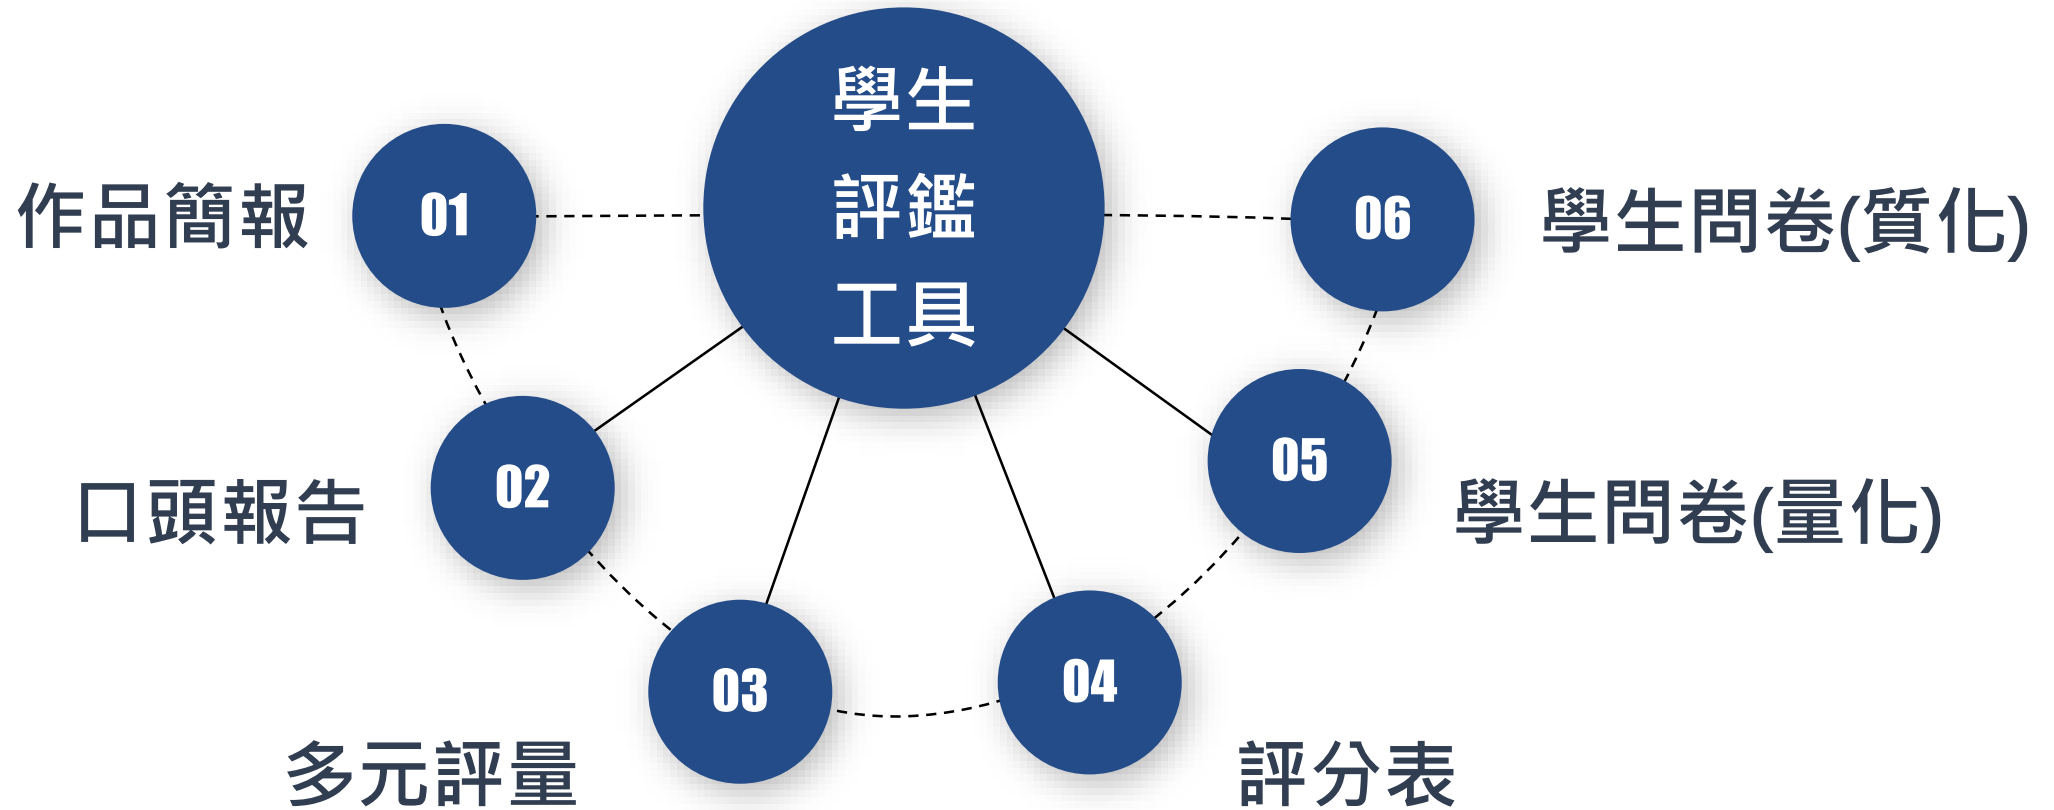 學生
評鑑
工具
01
作品簡報
02
口頭報告
03
多元評量
04
評分表
05
學生問卷(量化)
06
學生問卷(質化)